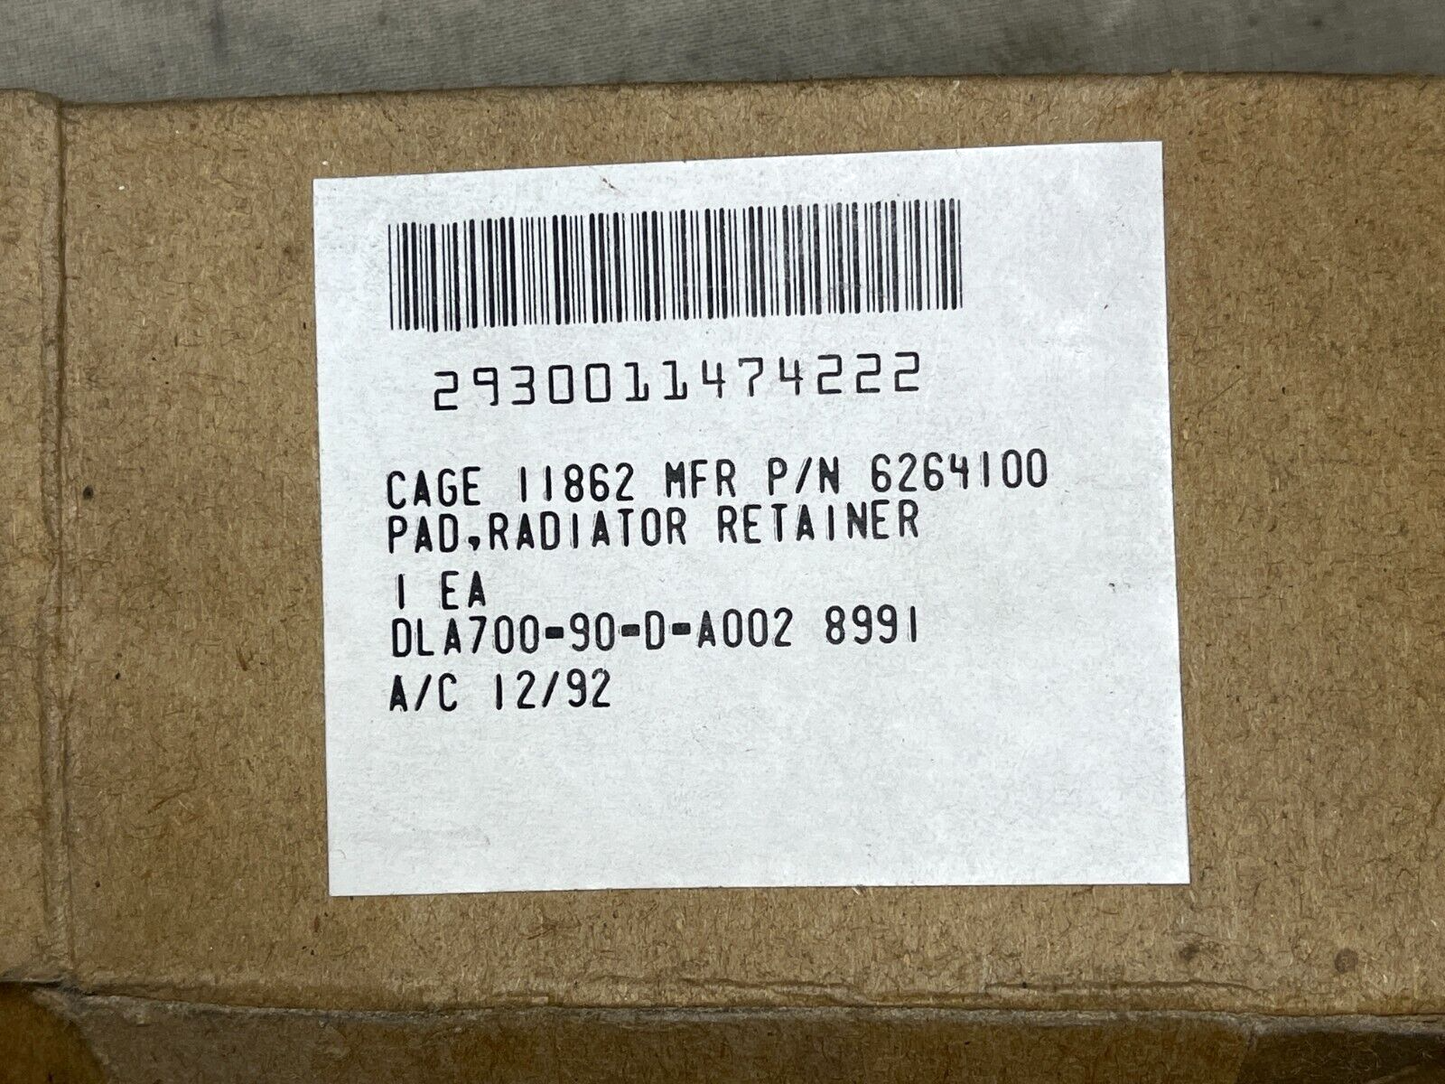 2930011474222
CAGE 11862 MFR P/N 6264100
PAD,RADIATOR RETAINER
1 EA
DLA700-90-D-A002 8991
A/C 12/92